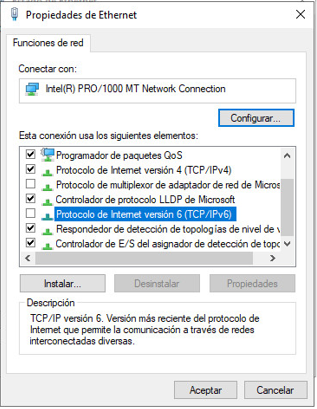 Propiedades de Ethernet
Funciones de red
Conectar con:
Intel(R) PRO/1000 MT Network Connection
Configurar...
Esta conexión usa los siguientes elementos:
Programador de paquetes QoS
Protocolo de Internet versión 4 (TCP/IPv4)
Protocolo de multiplexor de adaptador de red de Micros
Controlador de protocolo LLDP de Microsoft
Protocolo de Internet versión 6 (TCP/IPv6)
Respondedor de detección de topologías de nivel de v
Controlador de E/S del asignador de detección de topo
Instalar...
Desinstalar
Propiedades
Descripción
TCP/IP versión 6. Versión más reciente del protocolo de
Internet que permite la comunicación a través de redes
interconectadas diversas.
Aceptar
Cancelar